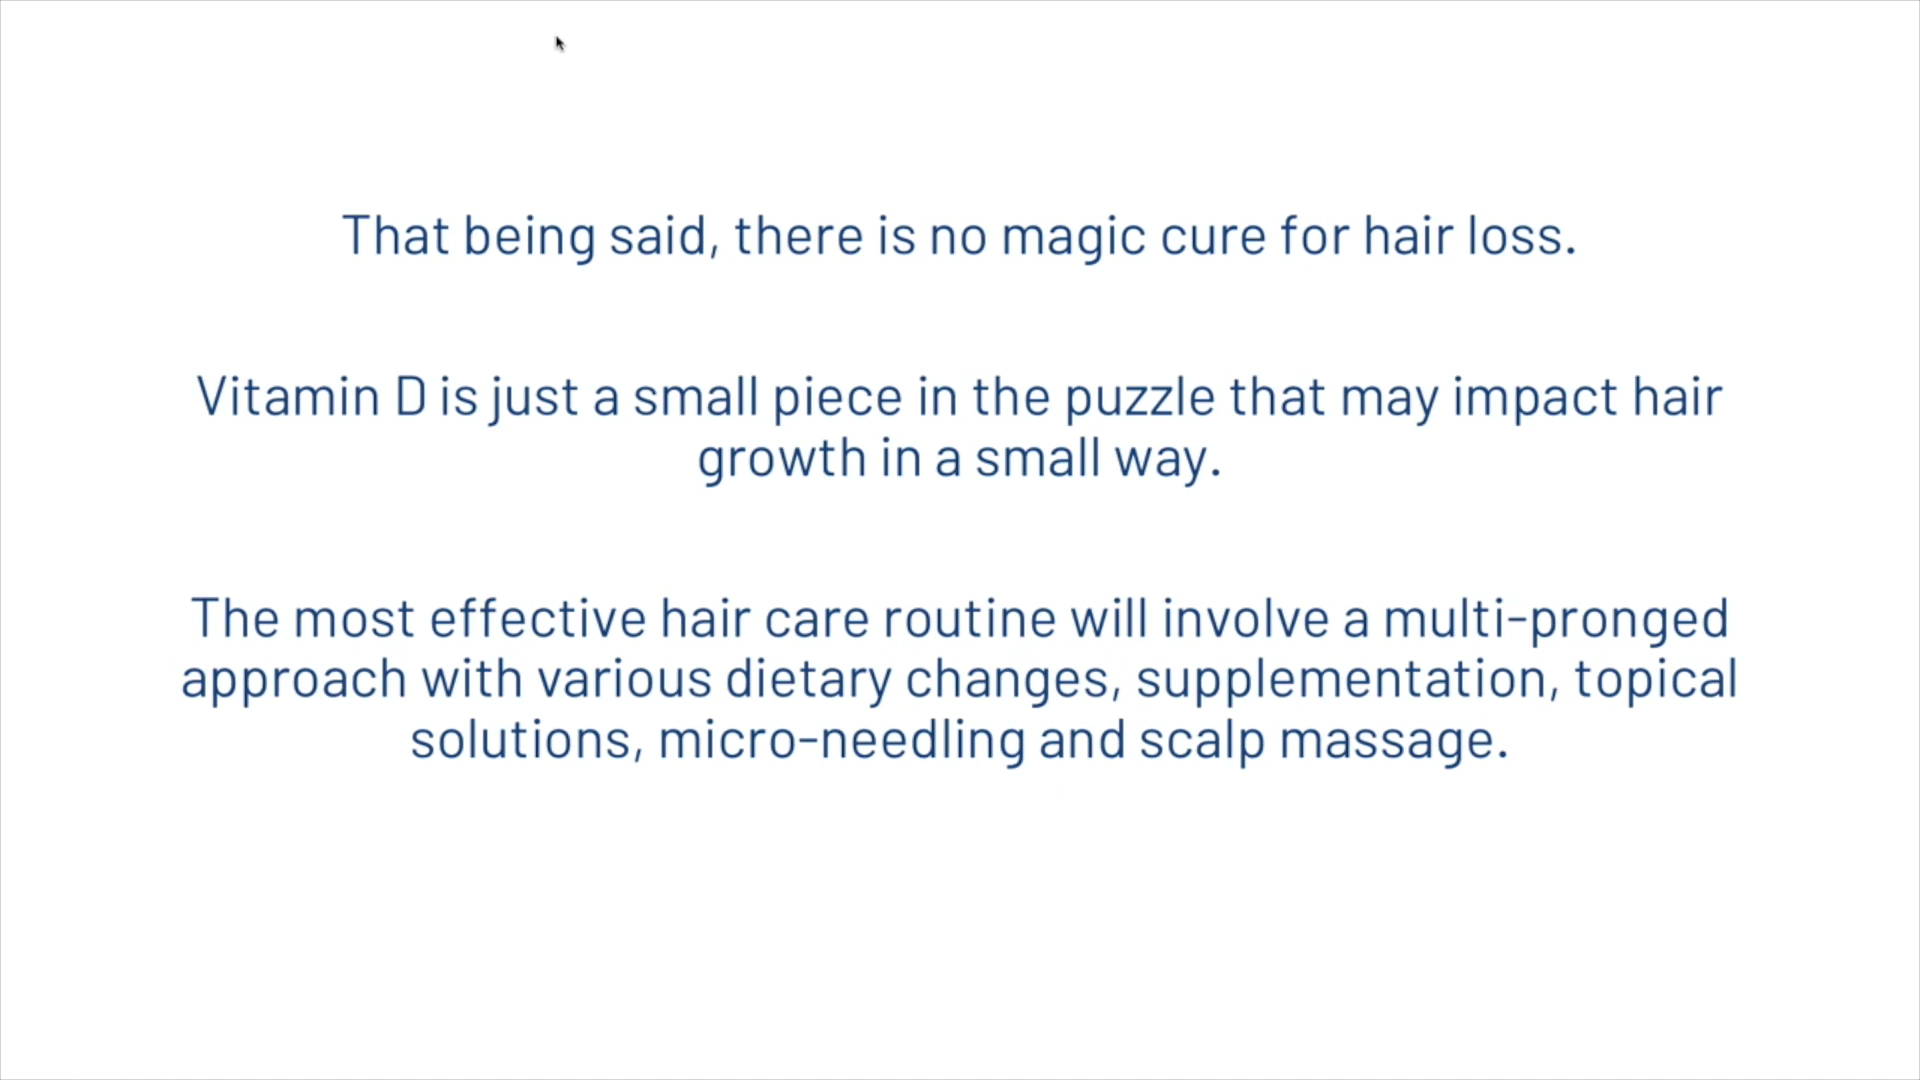 That being said, there is no magic cure for hair loss.
Vitamin D is just a small piece in the puzzle that may impact hair
growth in a small way.
The most effective hair care routine will involve a multi-pronged
approach with various dietary changes, supplementation, topical
solutions, micro-needling and scalp massage.